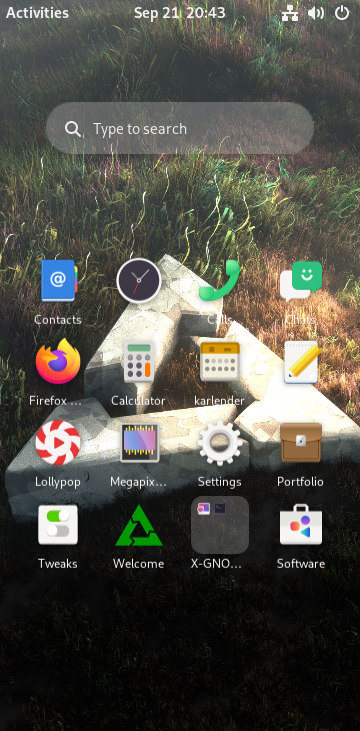 Activities Sep 21 20:43
Type to search
@
Contacts Calls Chats
Firefox ... Calculator karlender
Lollypop Megapix... Settings Portfolio
Tweaks Welcome X-GNO... Software